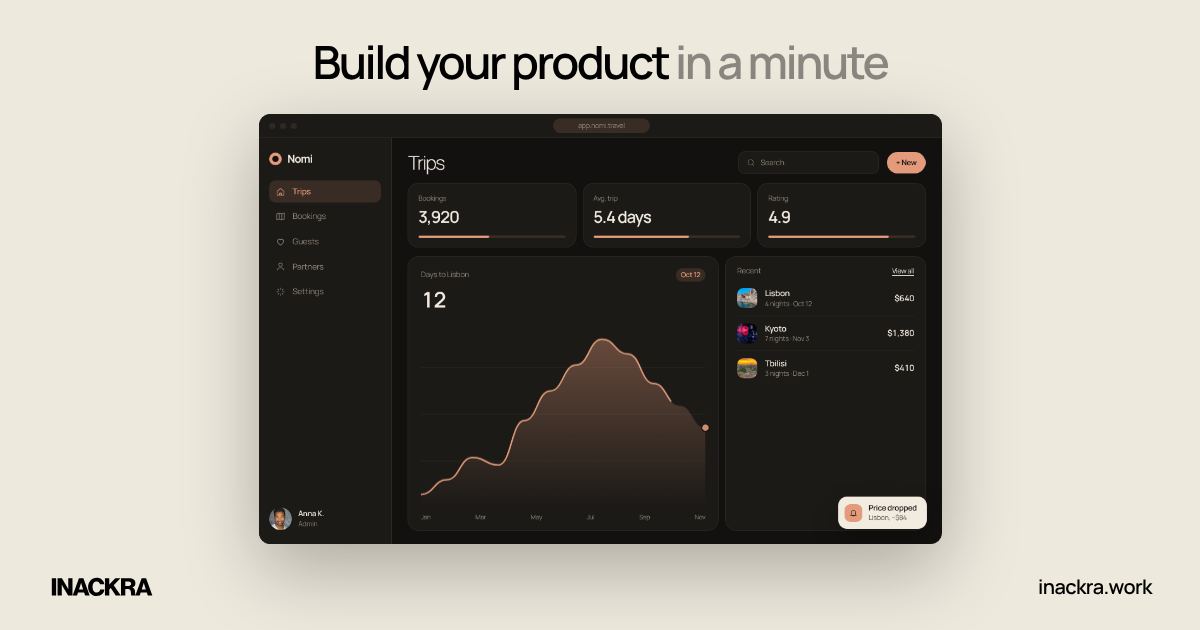 Build your product in a minute
app.nomi.travel
Nomi
Trips
Bookings
Guests
Partners
Settings
Anna K.
Admin
Trips
Search
+ New
Bookings
3,920
Avg. trip
5.4 days
Rating
4.9
Days to Lisbon
Oct 12
12
Jan Mar May Jul Sep Nov
Recent
View all
Lisbon
4 nights · Oct 12
$640
Kyoto
7 nights · Nov 3
$1,380
Tbilisi
3 nights · Dec 1
$410
Price dropped
Lisbon, −$84
INACKRA
inackra.work